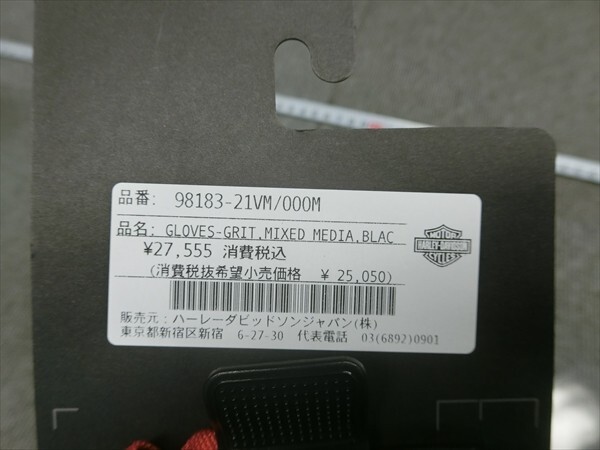 品番: 98183-21VM/000M
品名: GLOVES-GRIT,MIXED MEDIA,BLAC
MOTOR
HARLEY-DAVIDSON
CYCLES
¥27,555 消費税込
(消費税抜希望小売価格 ¥ 25,050)
販売元：ハーレーダビッドソンジャパン(株)
東京都新宿区新宿 6-27-30 代表電話 03(6892)0901